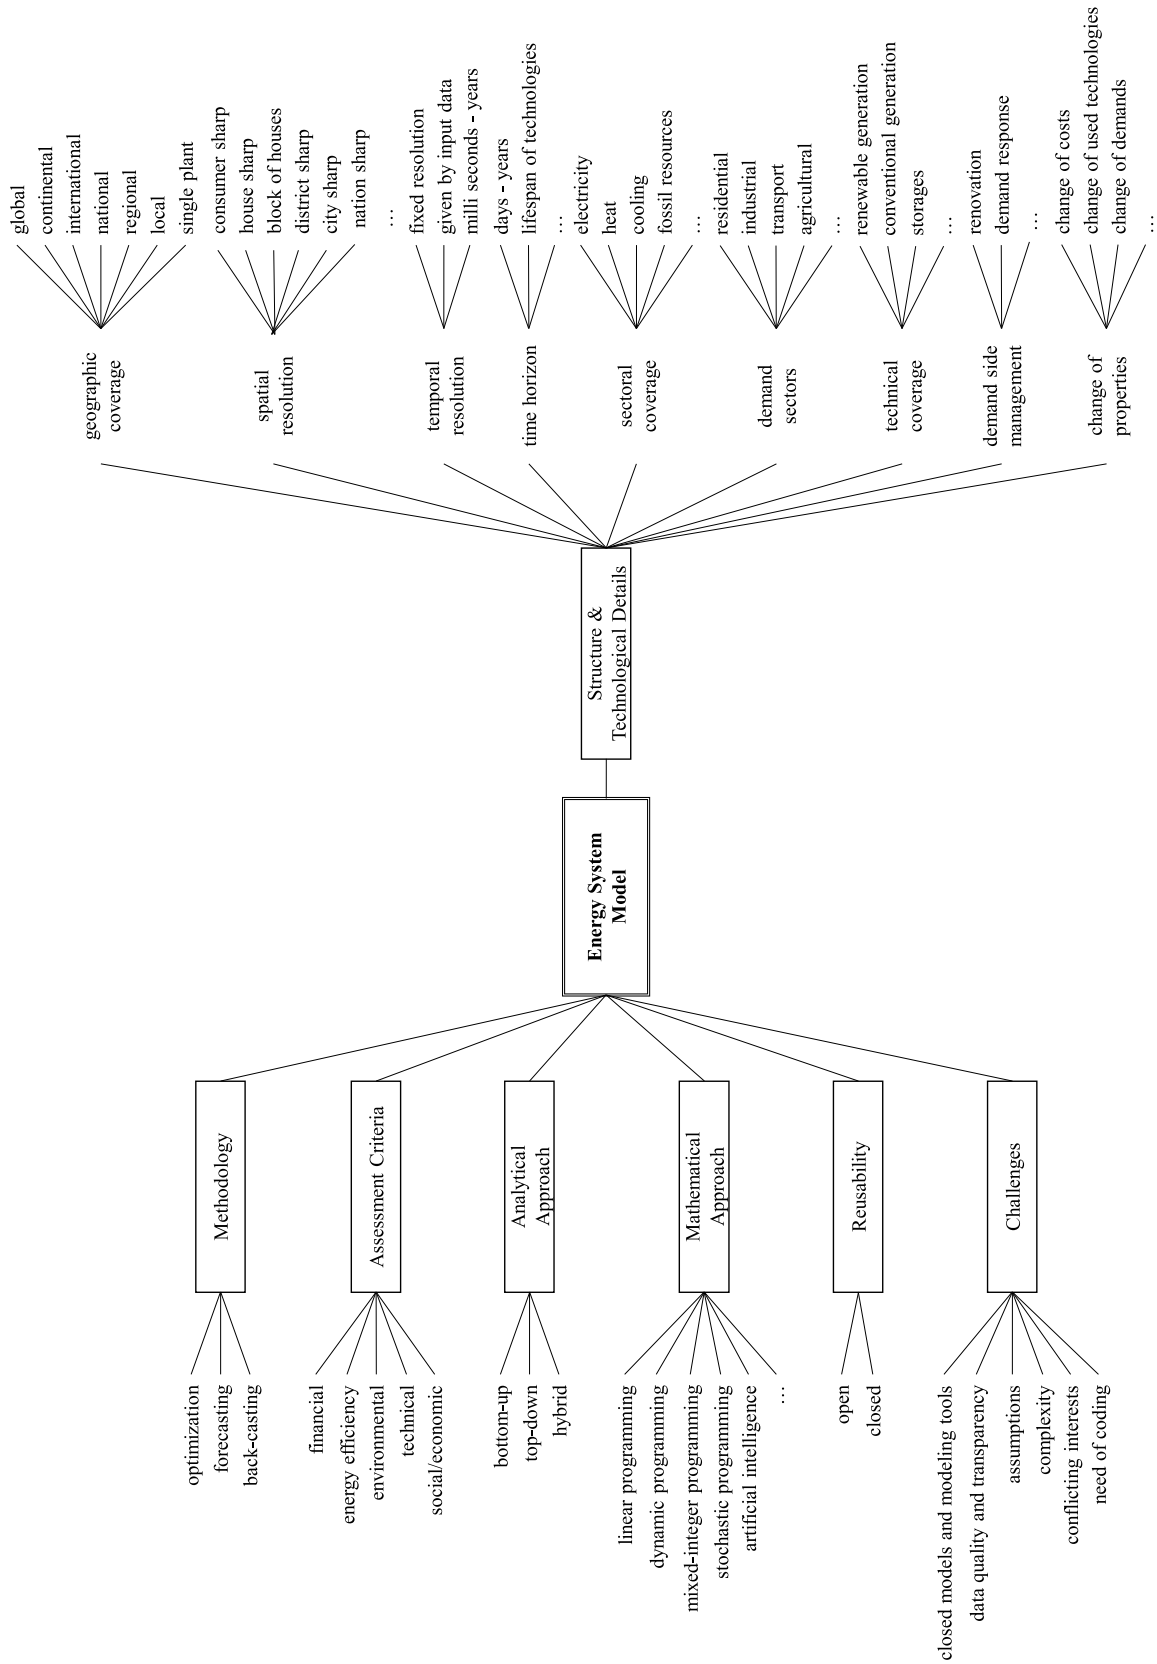 optimization
forecasting
back-casting
Methodology
financial
energy efficiency
environmental
technical
social/economic
Assessment Criteria
bottom-up
top-down
hybrid
Analytical
Approach
linear programming
dynamic programming
mixed-integer programming
stochastic programming
artificial intelligence
...
Mathematical
Approach
open
closed
Reusability
closed models and modeling tools
data quality and transparency
assumptions
complexity
conflicting interests
need of coding
Challenges
Energy System
Model
Structure &
Technological Details
geographic
coverage
global
continental
international
national
regional
local
single plant
spatial
resolution
consumer sharp
house sharp
block of houses
district sharp
city sharp
nation sharp
...
temporal
resolution
fixed resolution
given by input data
milli seconds - years
time horizon
days - years
lifespan of technologies
...
sectoral
coverage
electricity
heat
cooling
fossil resources
...
demand
sectors
residential
industrial
transport
agricultural
...
technical
coverage
renewable generation
conventional generation
storages
...
demand side
management
renovation
demand response
...
change of
properties
change of costs
change of used technologies
change of demands
...